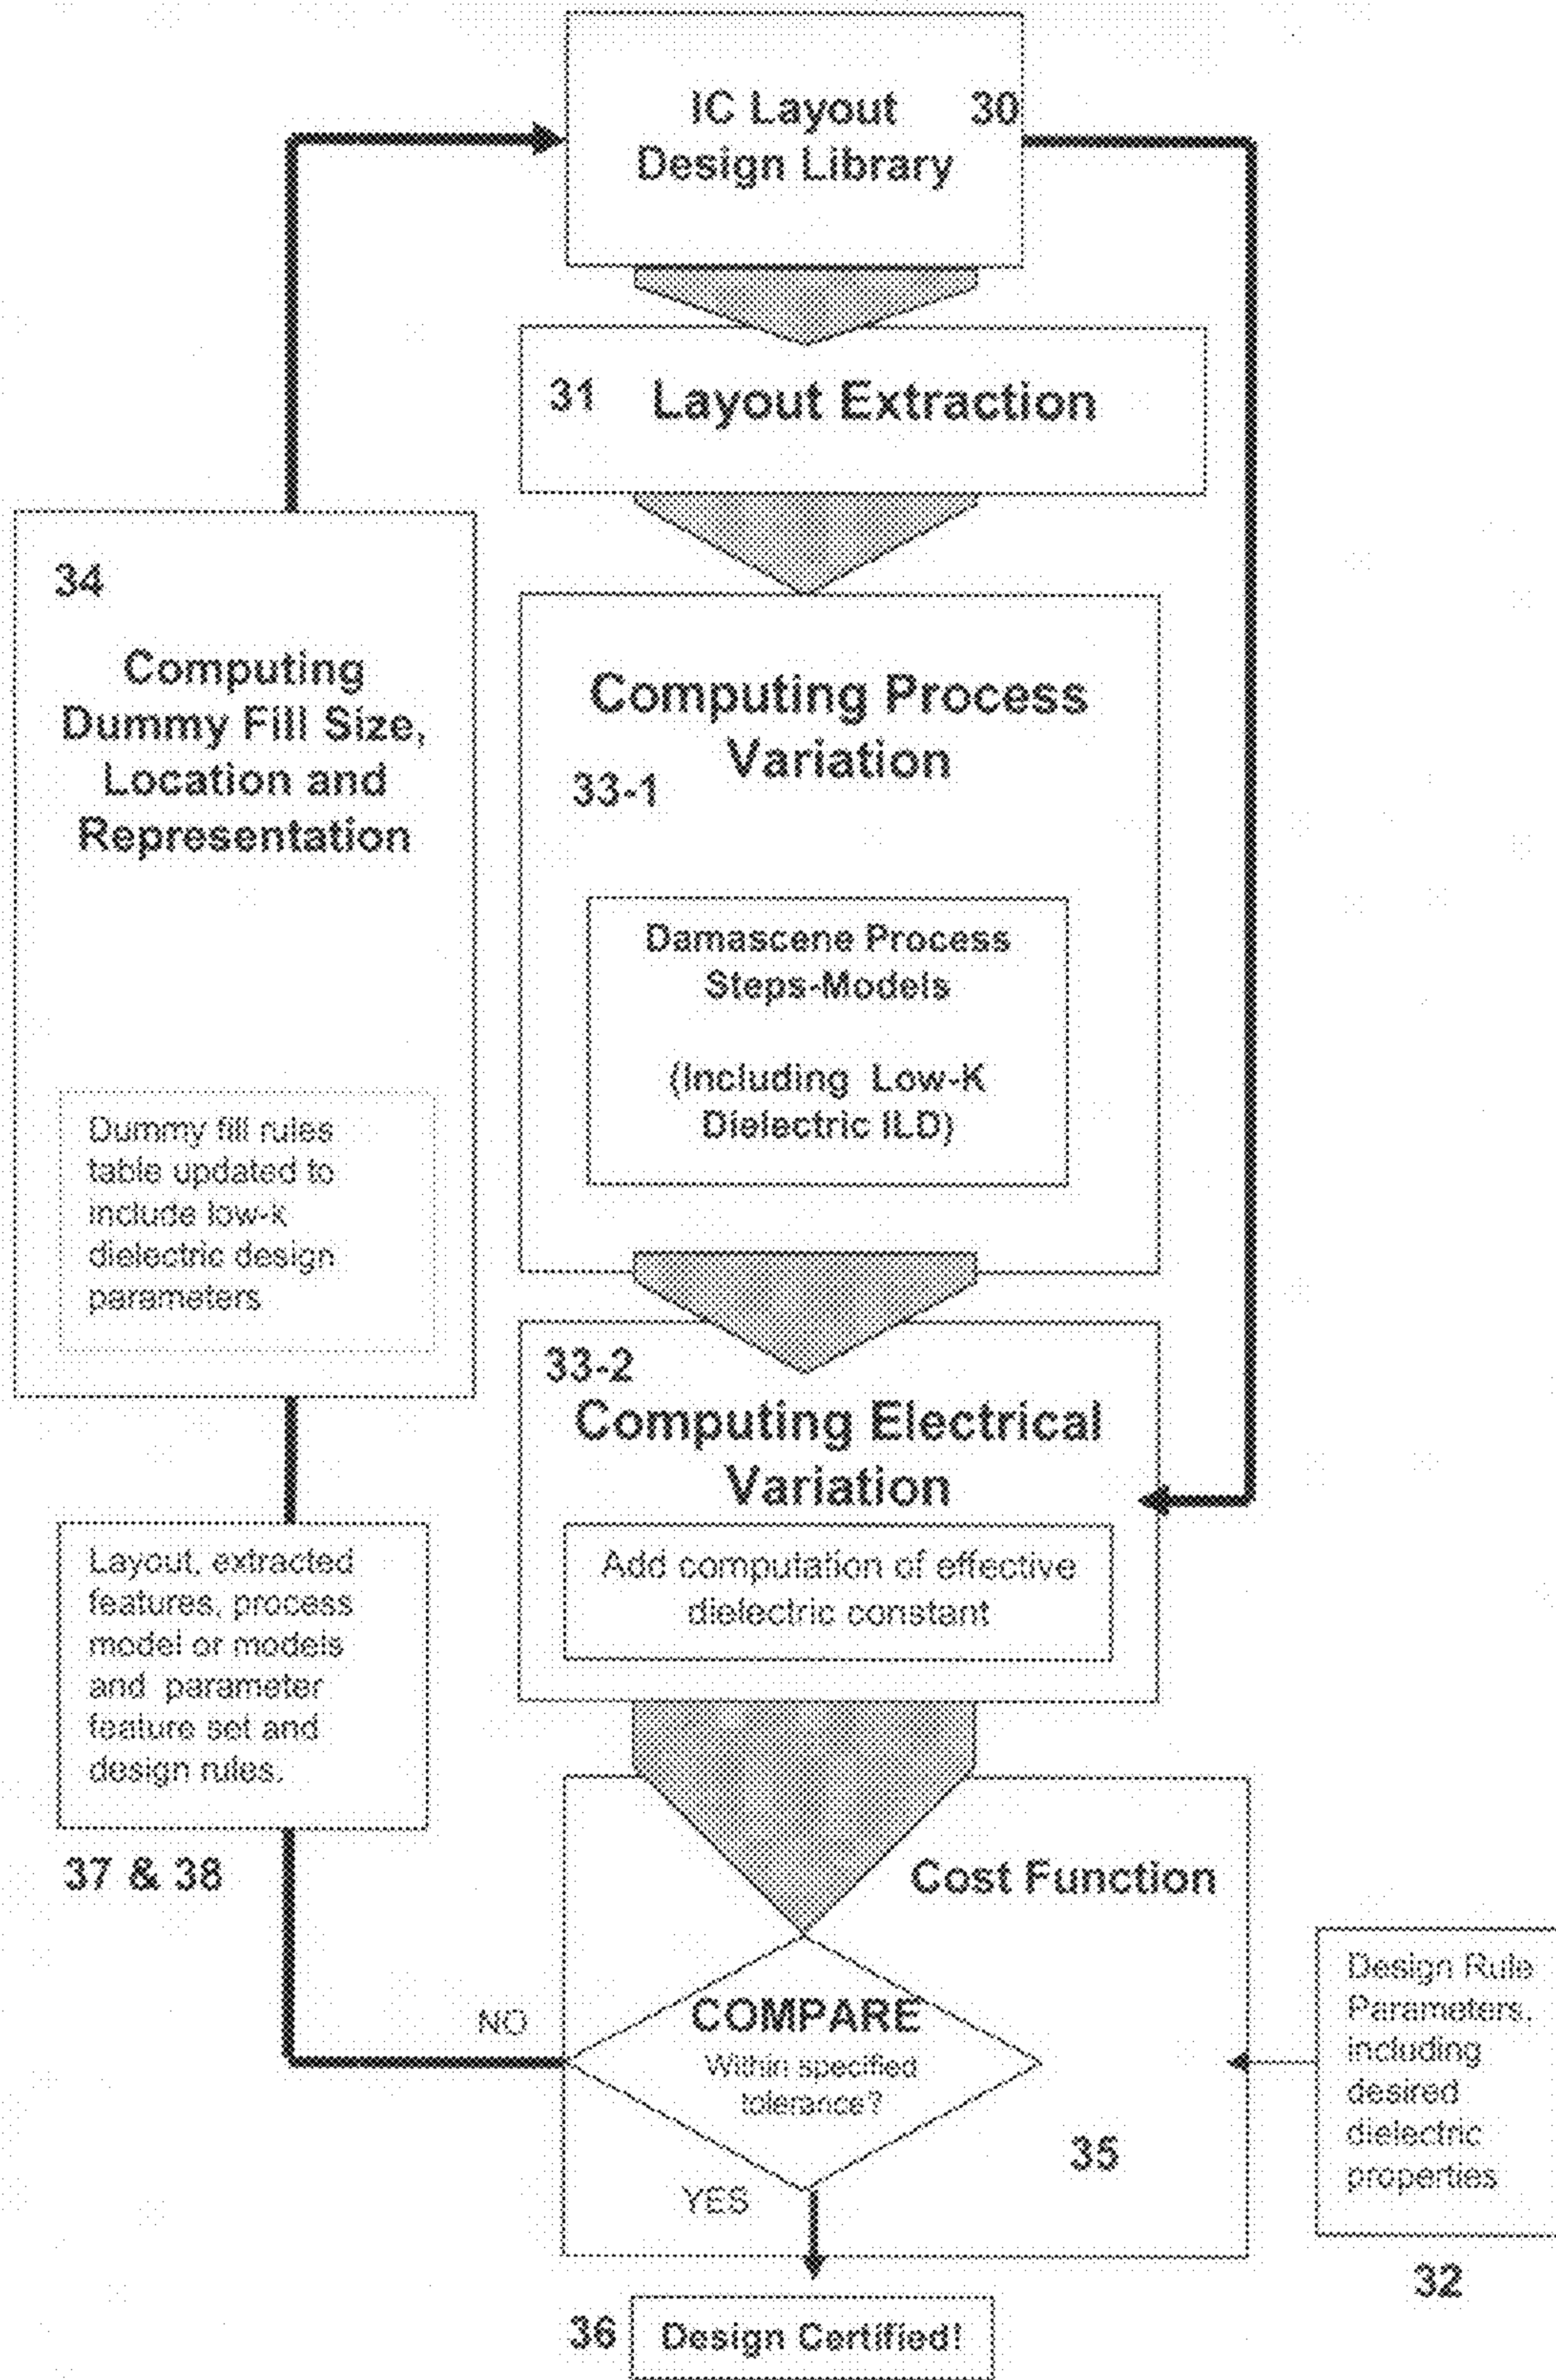 IC Layout 30
Design Library
31 Layout Extraction
34
Computing
Dummy Fill Size,
Location and
Representation
Dummy fill rules
table updated to
include low-k
dielectric design
parameters
Computing Process
Variation
33-1
Damascene Process
Steps-Models
(Including Low-K
Dielectric ILD)
33-2
Computing Electrical
Variation
Add computation of effective
dielectric constant
Layout, extracted
features, process
model or models
and parameter
feature set and
design rules.
37 & 38
Cost Function
COMPARE
Within specified
tolerance?
NO
YES
35
Design Rule
Parameters,
including
desired
dielectric
properties
32
36 Design Certified!